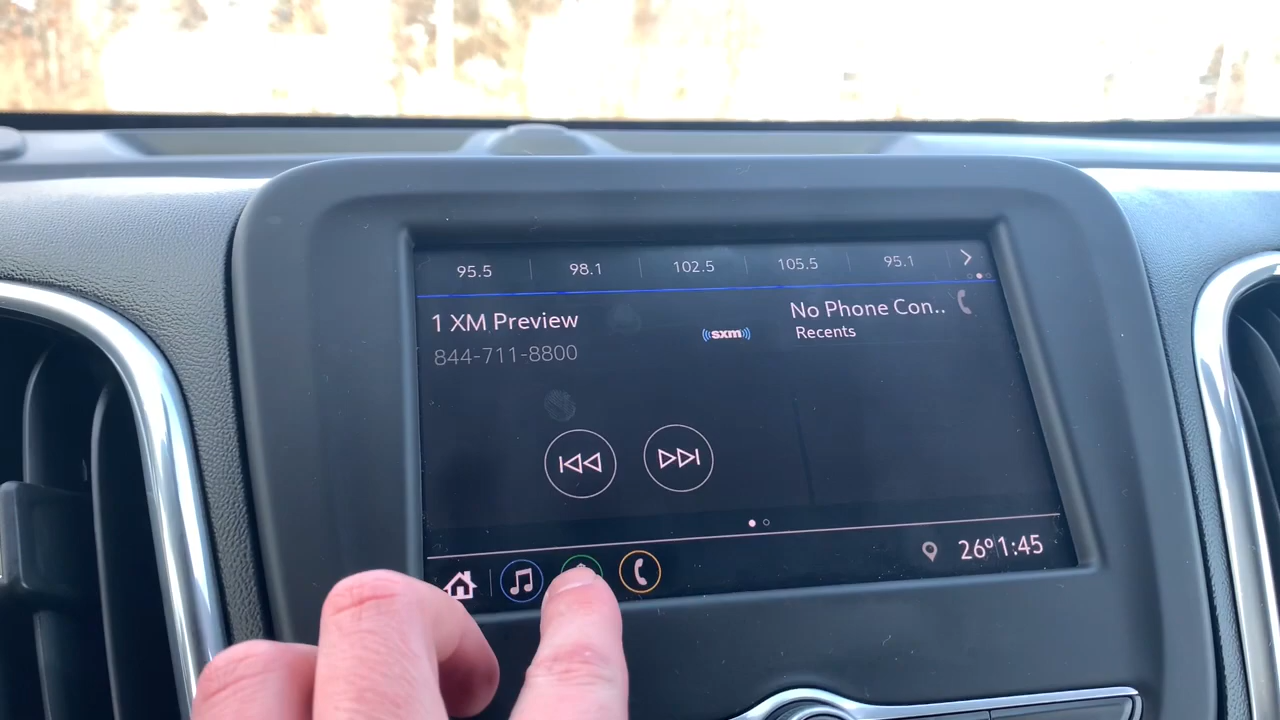 95.5 98.1 102.5 105.5 95.1
1 XM Preview
844-711-8800
sxm
No Phone Con..
Recents
26° 1:45